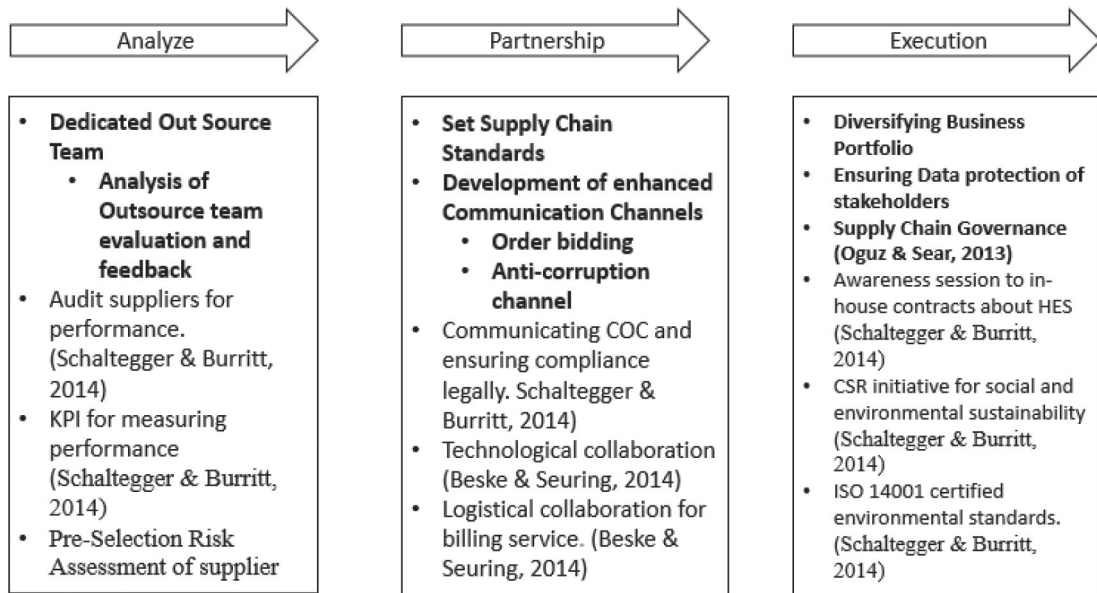 Analyze
• Dedicated Out Source
Team
• Analysis of
Outsource team
evaluation and
feedback
• Audit suppliers for
performance.
(Schaltegger & Burritt,
2014)
• KPI for measuring
performance
(Schaltegger & Burritt,
2014)
• Pre-Selection Risk
Assessment of supplier
Partnership
• Set Supply Chain
Standards
• Development of enhanced
Communication Channels
• Order bidding
• Anti-corruption
channel
• Communicating COC and
ensuring compliance
legally. Schaltegger &
Burritt, 2014)
• Technological collaboration
(Beske & Seuring, 2014)
• Logistical collaboration for
billing service. (Beske &
Seuring, 2014)
Execution
• Diversifying Business
Portfolio
• Ensuring Data protection of
stakeholders
• Supply Chain Governance
(Oguz & Sear, 2013)
• Awareness session to in-
house contracts about HES
(Schaltegger & Burritt,
2014)
• CSR initiative for social and
environmental sustainability
(Schaltegger & Burritt,
2014)
• ISO 14001 certified
environmental standards.
(Schaltegger & Burritt,
2014)